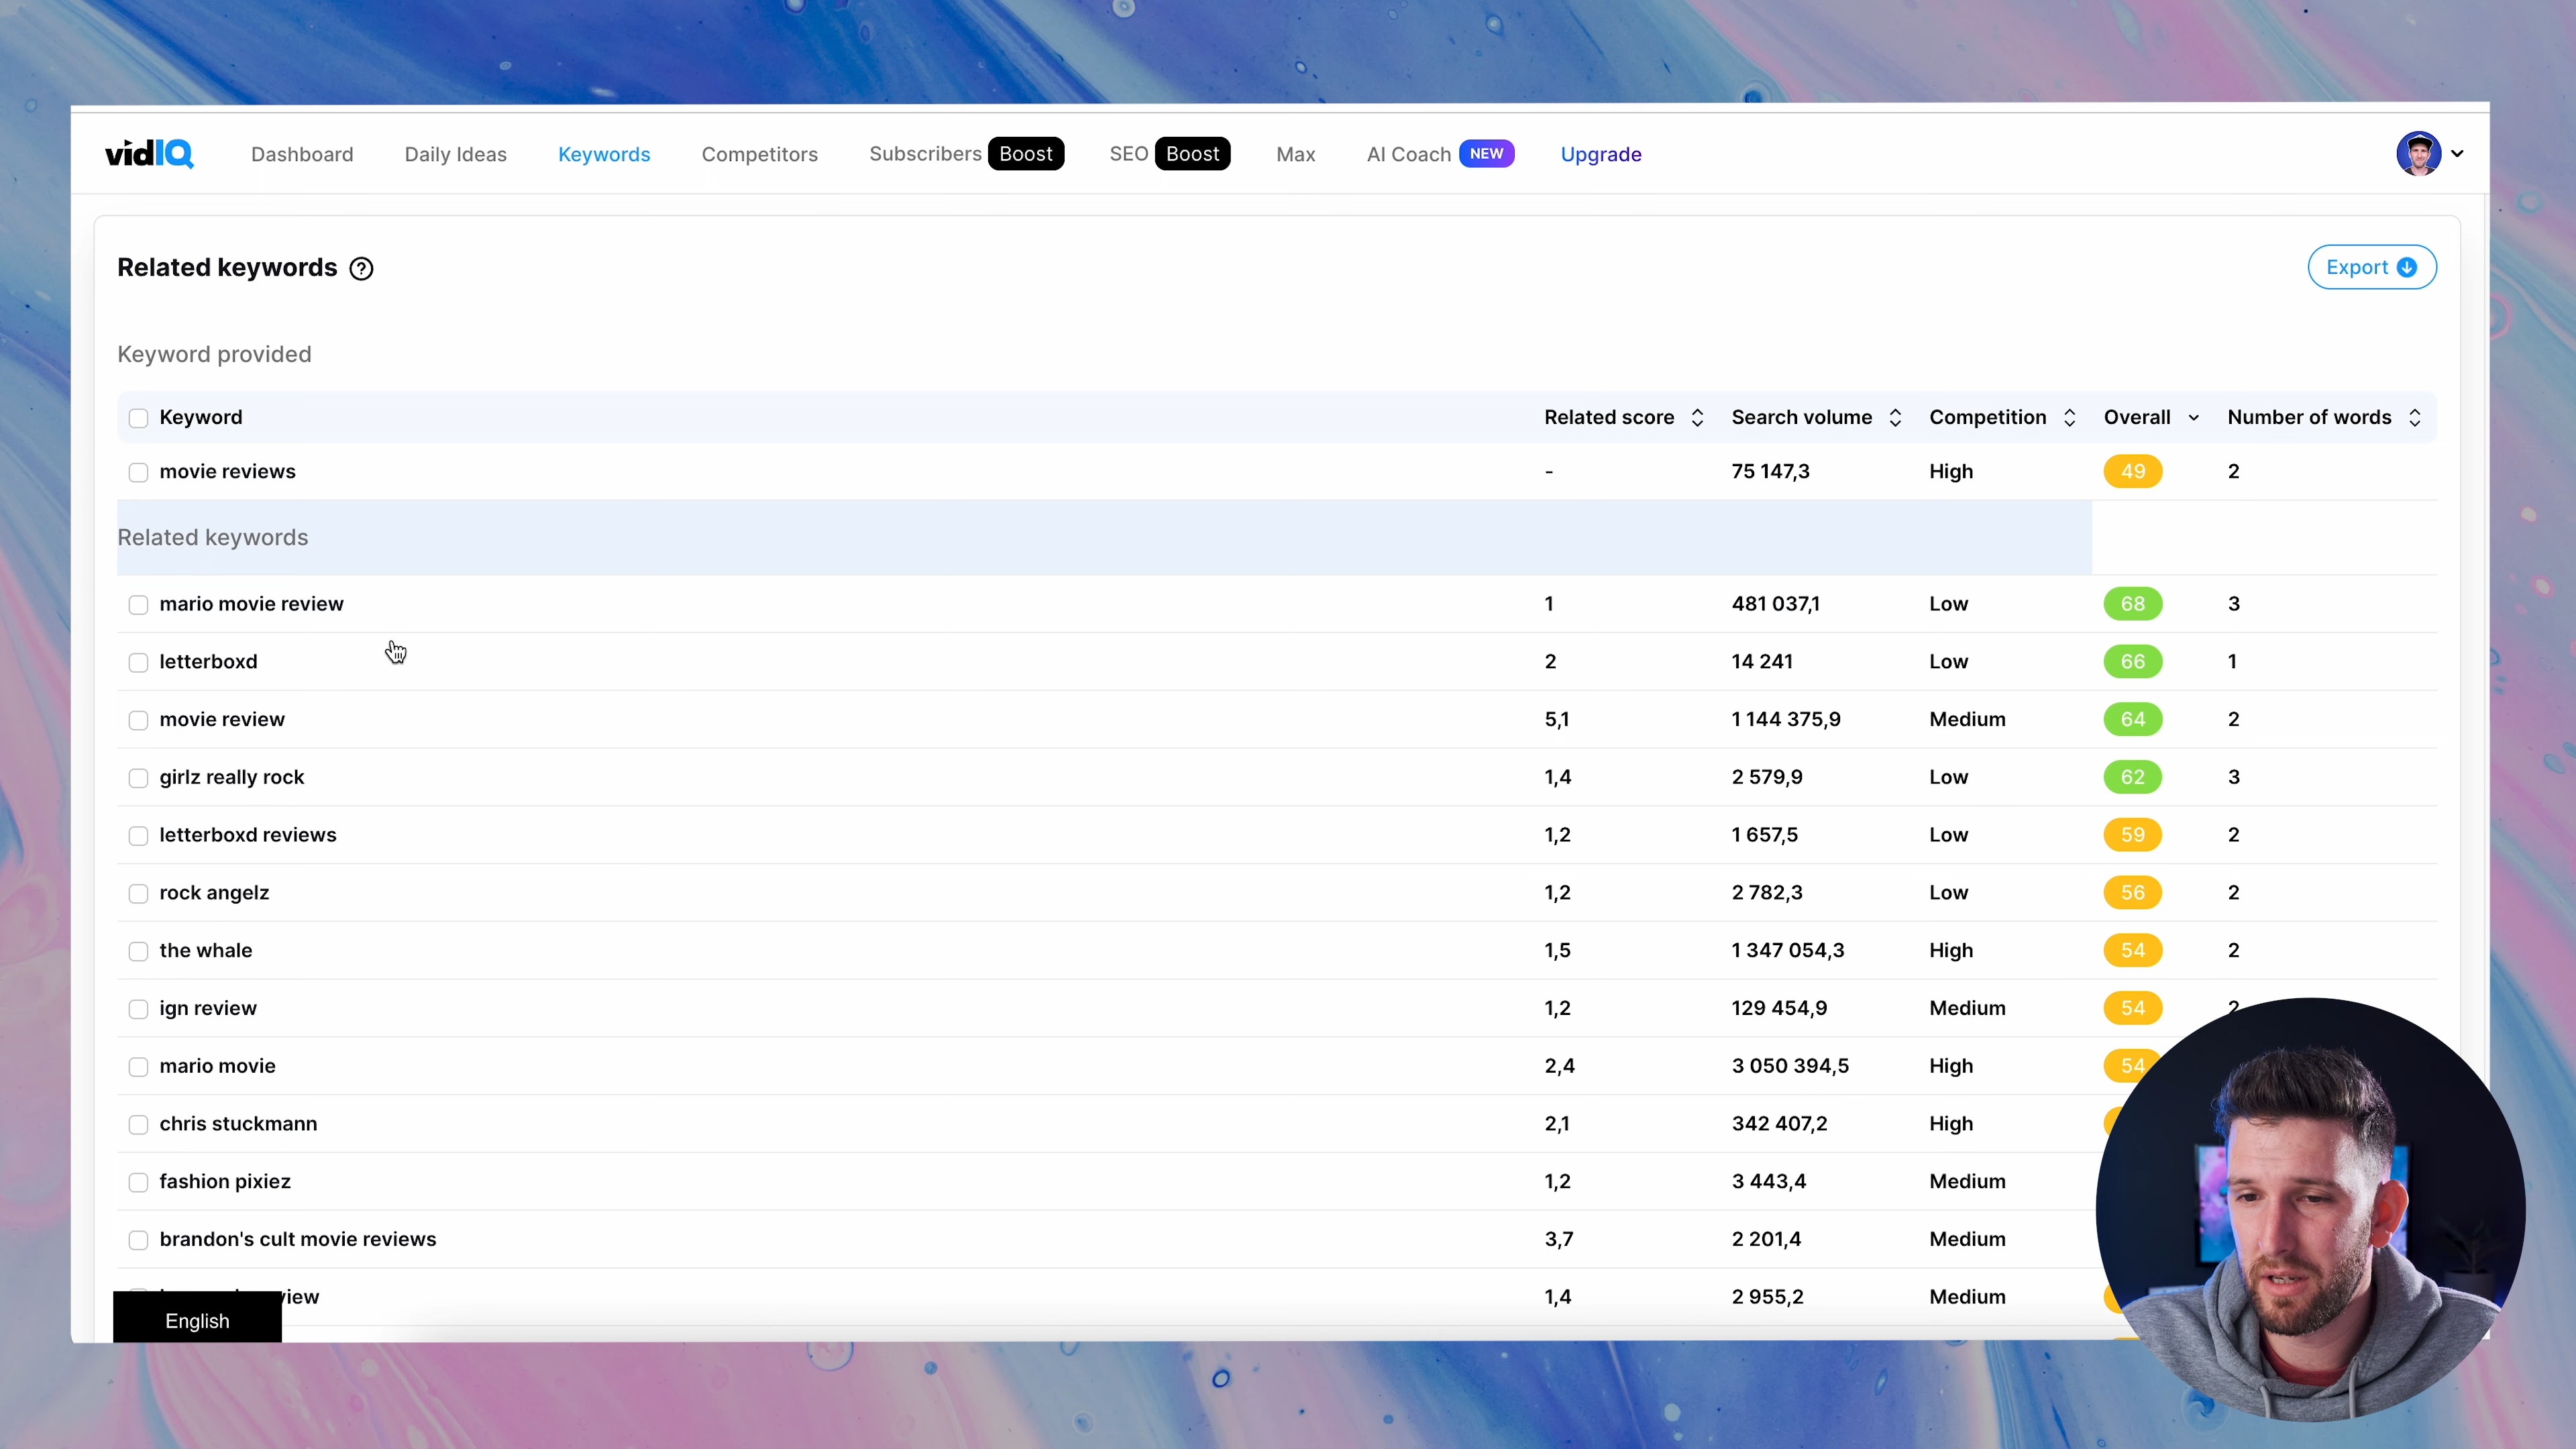 vidIQ Dashboard Daily Ideas Keywords Competitors Subscribers Boost SEO Boost Max AI Coach NEW Upgrade
Related keywords ? Export
Keyword provided
Keyword Related score Search volume Competition Overall Number of words
movie reviews - 75 147,3 High 49 2
Related keywords
mario movie review 1 481 037,1 Low 68 3
letterboxd 2 14 241 Low 66 1
movie review 5,1 1 144 375,9 Medium 64 2
girlz really rock 1,4 2 579,9 Low 62 3
letterboxd reviews 1,2 1 657,5 Low 59 2
rock angelz 1,2 2 782,3 Low 56 2
the whale 1,5 1 347 054,3 High 54 2
ign review 1,2 129 454,9 Medium 54 2
mario movie 2,4 3 050 394,5 High 54
chris stuckmann 2,1 342 407,2 High
fashion pixiez 1,2 3 443,4 Medium
brandon's cult movie reviews 3,7 2 201,4 Medium
1,4 2 955,2 Medium
English